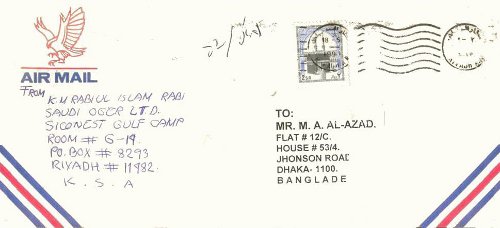 AIR MAIL
FROM
K.M RABIUL ISLAM RABI
SAUDI OGER LTD.
SICONEST GULF CAMP
ROOM # G-19.
P.O. BOX # 8293
RIYADH # 11982.
K. S. A
TO:
MR. M. A. AL-AZAD.
FLAT # 12/C.
HOUSE # 53/4.
JHONSON ROAD
DHAKA- 1100.
BANGLADE